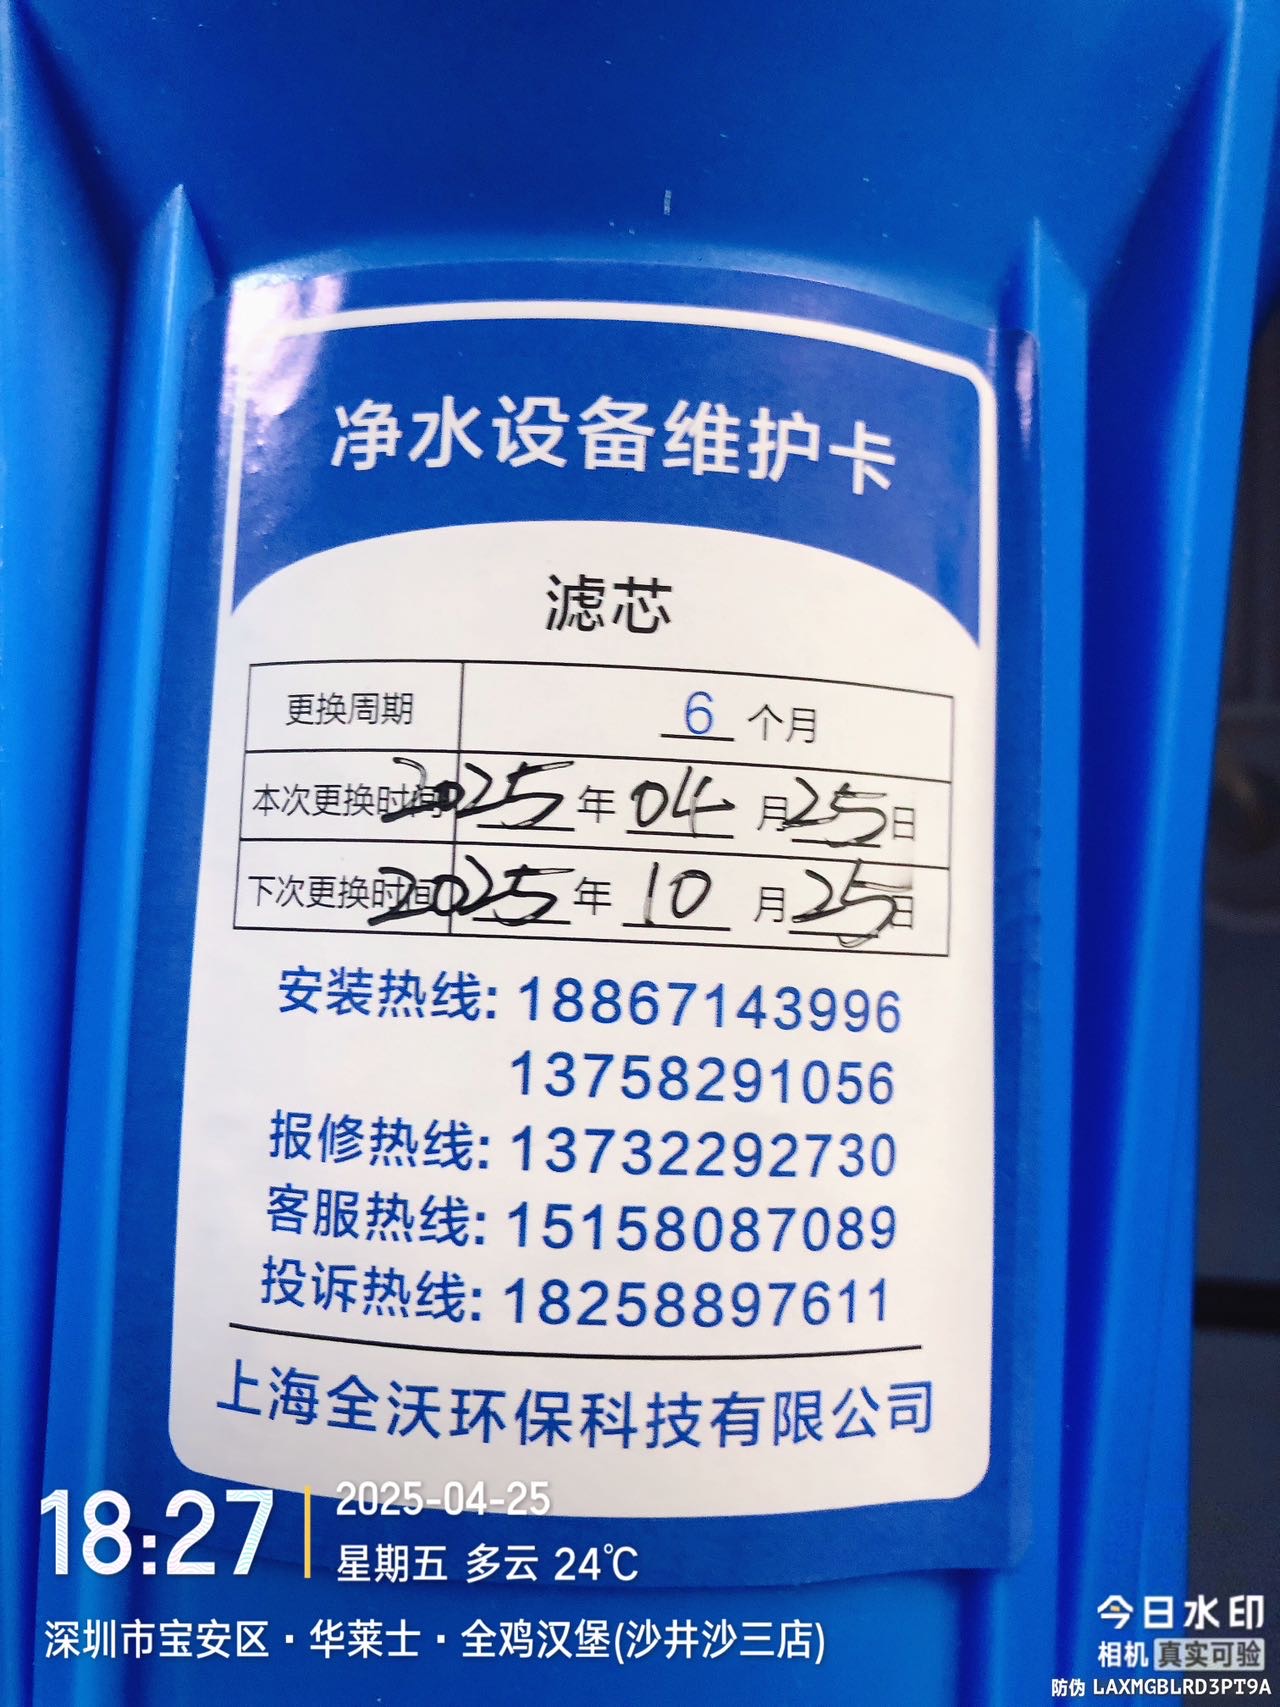 净水设备维护卡
滤芯
更换周期 6 个月
本次更换时间 2025 年 04 月 25 日
下次更换时间 2025 年 10 月 25 日
安装热线: 18867143996
13758291056
报修热线: 13732292730
客服热线: 15158087089
投诉热线: 18258897611
上海全沃环保科技有限公司
18:27 2025-04-25
星期五 多云 24℃
深圳市宝安区·华莱士·全鸡汉堡(沙井沙三店)
今日水印
相机 真实可验
防伪 LAXMGBLRD3PT9A